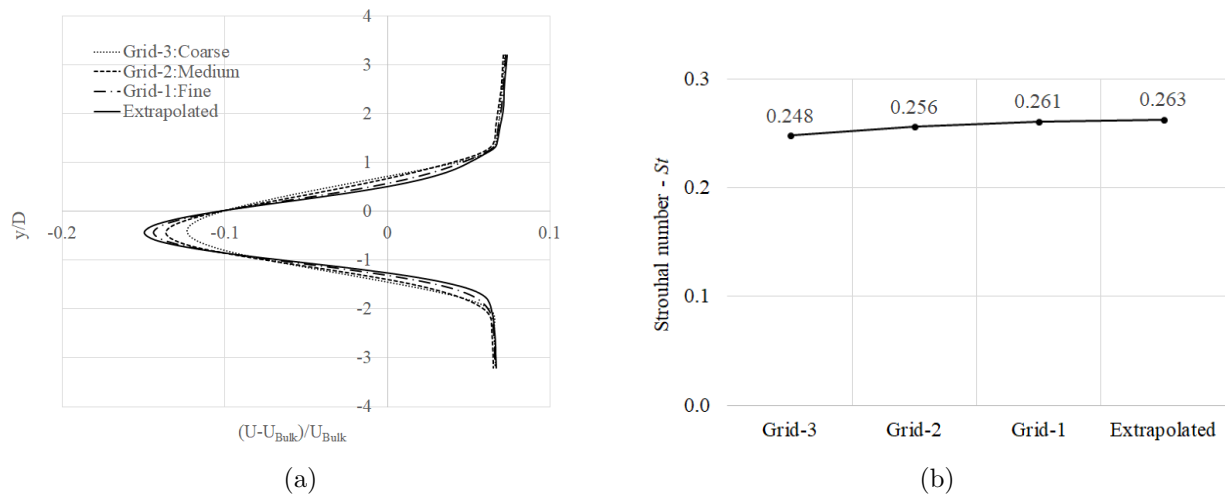 4
Grid-3:Coarse
3
Grid-2:Medium
Grid-1:Fine
2
Extrapolated
1
0
-0.2
-0.1
0
0.1
-1
-2
-3
-4
y/D
(U-U_Bulk)/U_Bulk
(a)
0.3
0.248
0.256
0.261
0.263
0.2
0.1
0.0
Strouhal number - St
Grid-3
Grid-2
Grid-1
Extrapolated
(b)